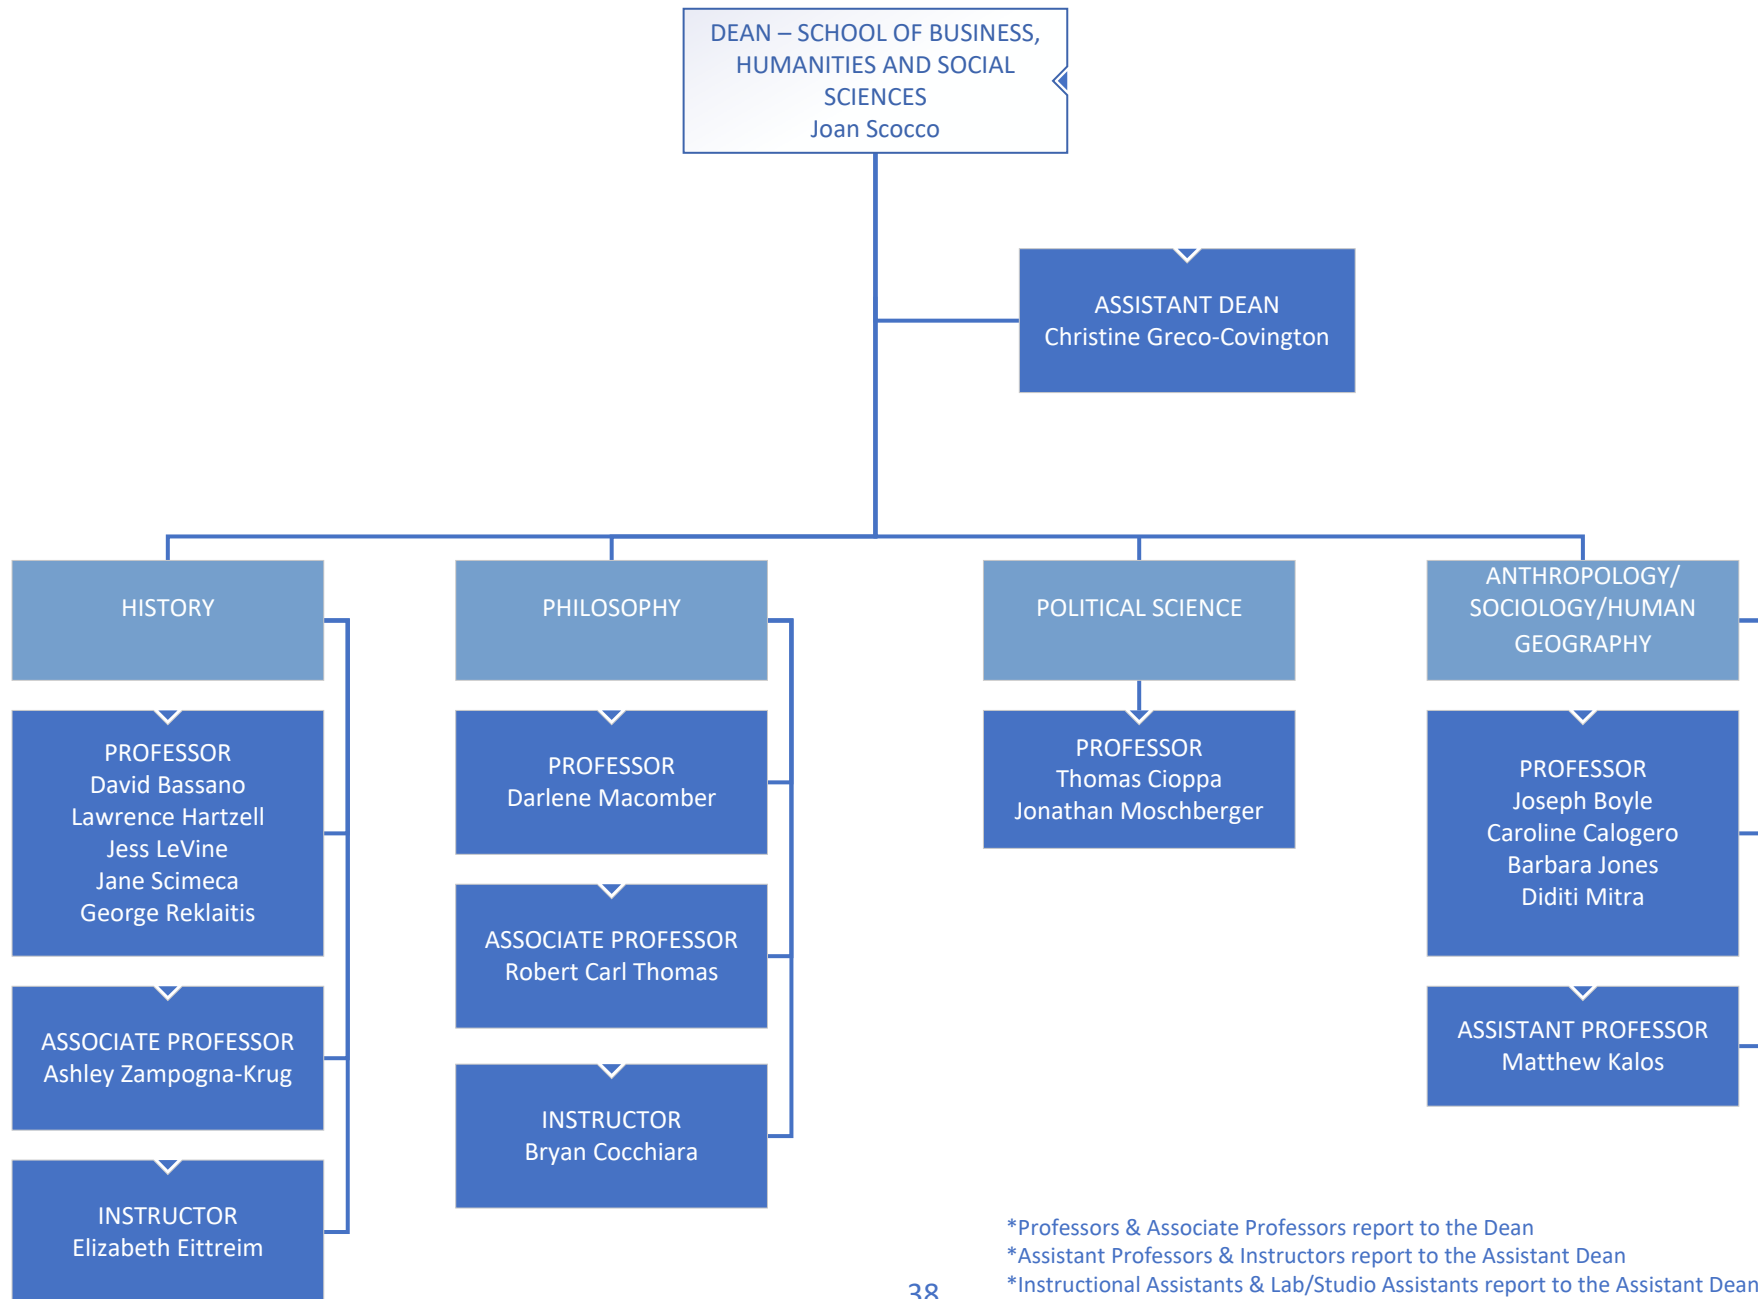 DEAN – SCHOOL OF BUSINESS,
HUMANITIES AND SOCIAL
SCIENCES
Joan Scocco
ASSISTANT DEAN
Christine Greco-Covington
HISTORY
PROFESSOR
David Bassano
Lawrence Hartzell
Jess LeVine
Jane Scimeca
George Reklaitis
ASSOCIATE PROFESSOR
Ashley Zampogna-Krug
INSTRUCTOR
Elizabeth Eittreim
PHILOSOPHY
PROFESSOR
Darlene Macomber
ASSOCIATE PROFESSOR
Robert Carl Thomas
INSTRUCTOR
Bryan Cocchiara
POLITICAL SCIENCE
PROFESSOR
Thomas Cioppa
Jonathan Moschberger
ANTHROPOLOGY/
SOCIOLOGY/HUMAN
GEOGRAPHY
PROFESSOR
Joseph Boyle
Caroline Calogero
Barbara Jones
Diditi Mitra
ASSISTANT PROFESSOR
Matthew Kalos
*Professors & Associate Professors report to the Dean
*Assistant Professors & Instructors report to the Assistant Dean
*Instructional Assistants & Lab/Studio Assistants report to the Assistant Dean
38